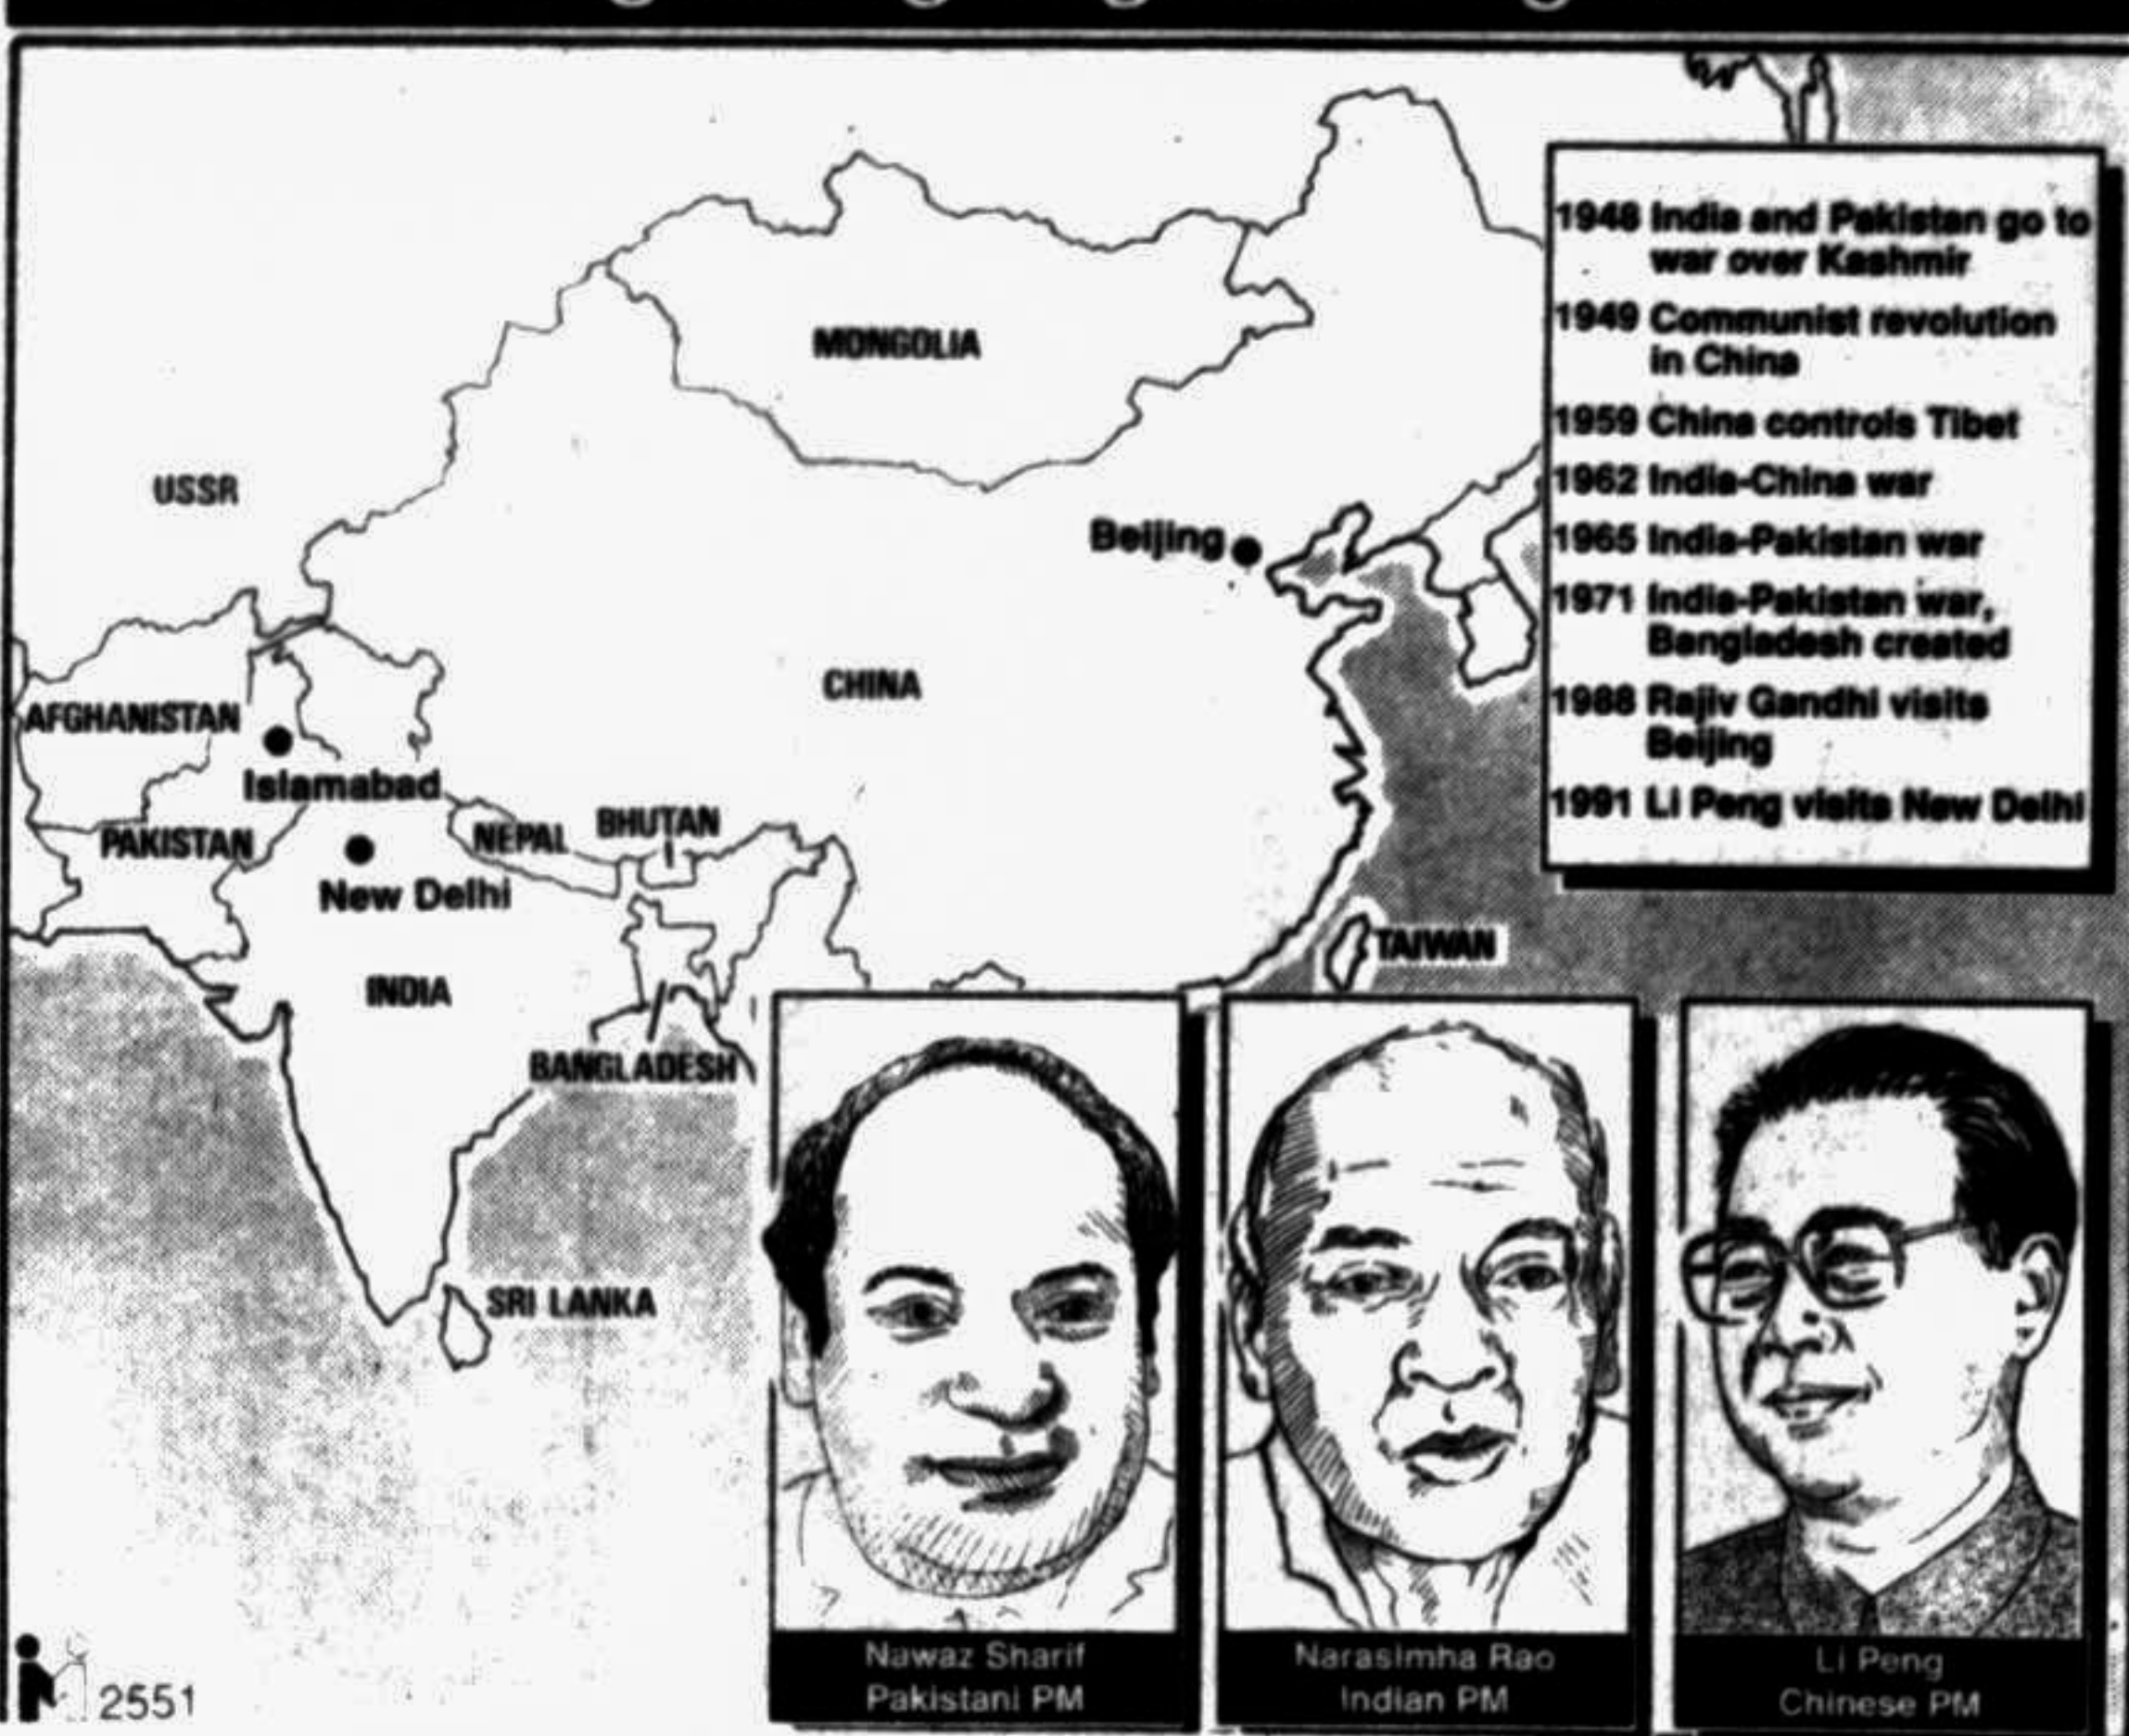 1948 India and Pakistan go to
war over Kashmir
1949 Communist revolution
in China
1959 China controls Tibet
1962 India-China war
1965 India-Pakistan war
1971 India-Pakistan war,
Bangladesh created
1988 Rajiv Gandhi visits
Beijing
1991 Li Peng visits New Delhi
MONGOLIA
USSR
Beijing
CHINA
AFGHANISTAN
Islamabad
PAKISTAN
NEPAL
BHUTAN
New Delhi
TAIWAN
INDIA
BANGLADESH
SRI LANKA
Nawaz Sharif
Pakistani PM
Narasimha Rao
Indian PM
Li Peng
Chinese PM
2551